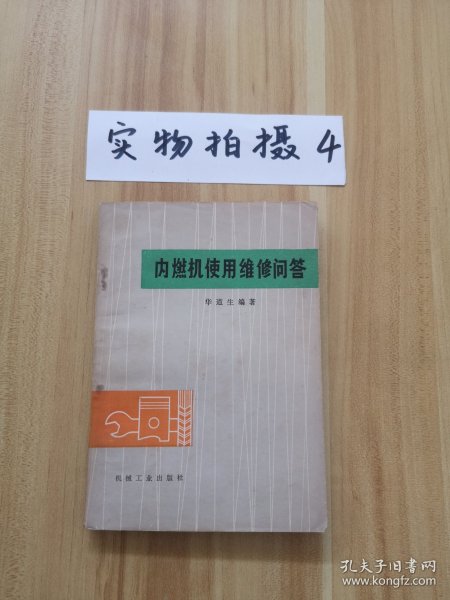 实物拍摄4
内燃机使用维修问答
华道生编著
机械工业出版社
孔夫子旧书网
www.kongfz.com